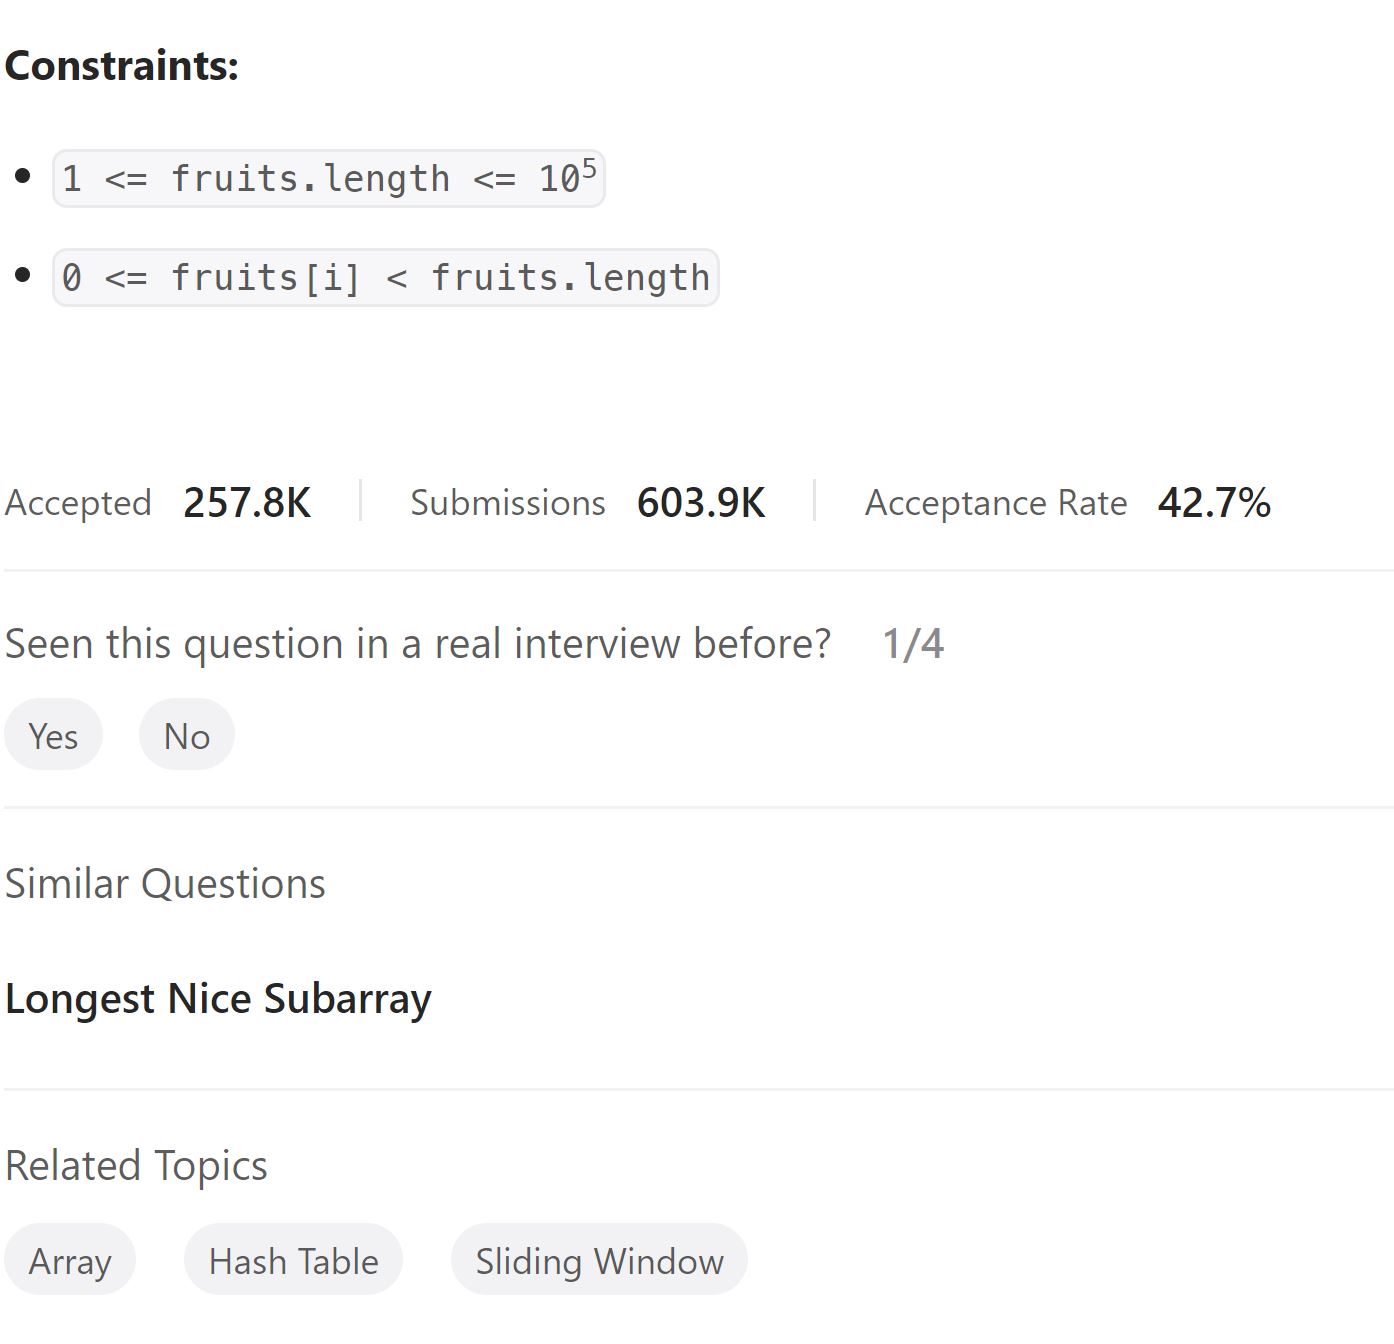 Constraints:
• 1 <= fruits.length <= 10⁵
• 0 <= fruits[i] < fruits.length
Accepted 257.8K | Submissions 603.9K | Acceptance Rate 42.7%
Seen this question in a real interview before? 1/4
Yes No
Similar Questions
Longest Nice Subarray
Related Topics
Array Hash Table Sliding Window